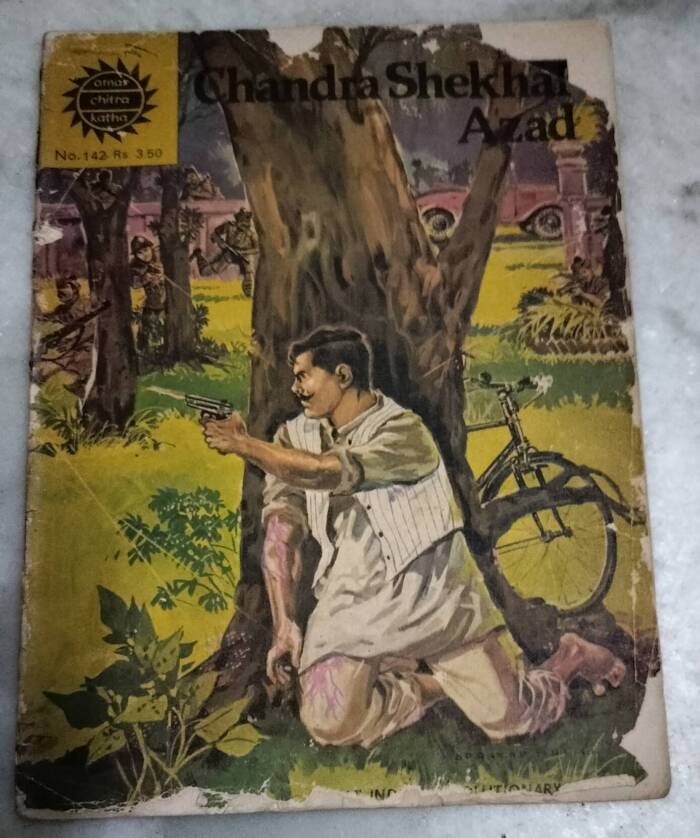 amar
chitra
katha
No. 142 Rs 3.50
Chandra Shekhar
Azad